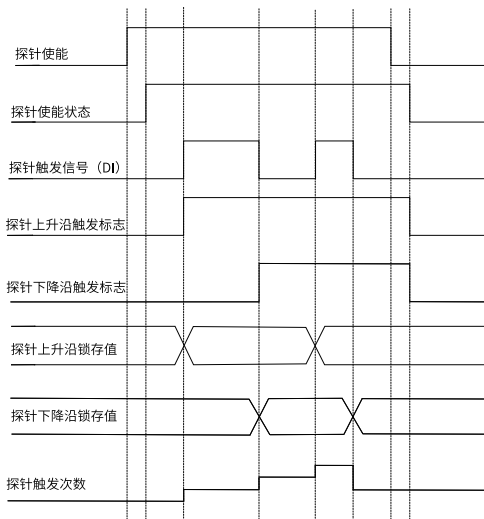 探针使能
探针使能状态
探针触发信号（DI）
探针上升沿触发标志
探针下降沿触发标志
探针上升沿锁存值
探针下降沿锁存值
探针触发次数